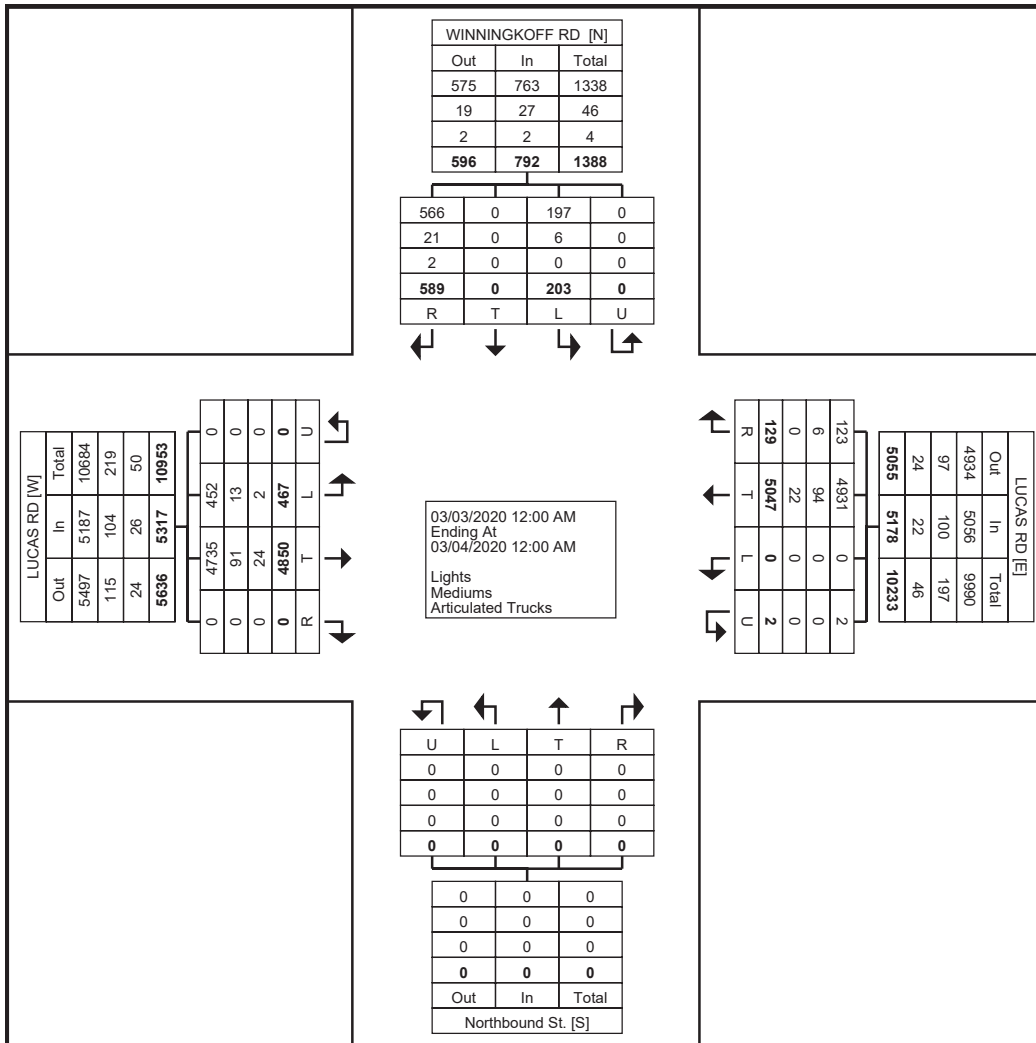 WINNINGKOFF RD [N]
Out In Total
575 763 1338
19 27 46
2 2 4
596 792 1388
566 0 197 0
21 0 6 0
2 0 0 0
589 0 203 0
R T L U
LUCAS RD [W]
Total In Out
10684 5187 5497
219 104 115
50 26 24
10953 5317 5636
0 452 4735 0
0 13 91 0
0 2 24 0
0 467 4850 0
U L T R
03/03/2020 12:00 AM
Ending At
03/04/2020 12:00 AM
Lights
Mediums
Articulated Trucks
R T L U
129 5047 0 2
0 22 0 0
6 94 0 0
123 4931 0 2
LUCAS RD [E]
Out In Total
4934 5056 9990
97 100 197
24 22 46
5055 5178 10233
U L T R
0 0 0 0
0 0 0 0
0 0 0 0
0 0 0 0
0 0 0
0 0 0
0 0 0
0 0 0
Out In Total
Northbound St. [S]